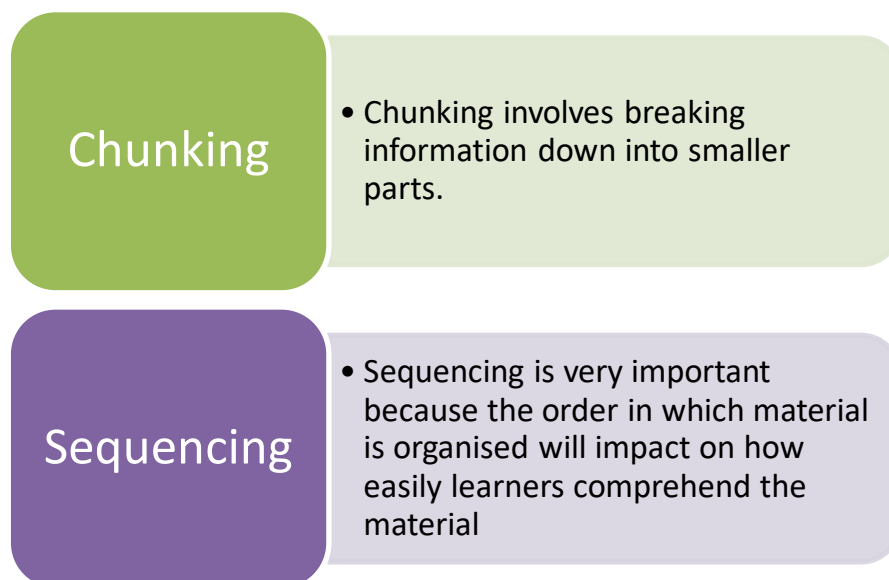 Chunking
• Chunking involves breaking
information down into smaller
parts.
Sequencing
• Sequencing is very important
because the order in which material
is organised will impact on how
easily learners comprehend the
material